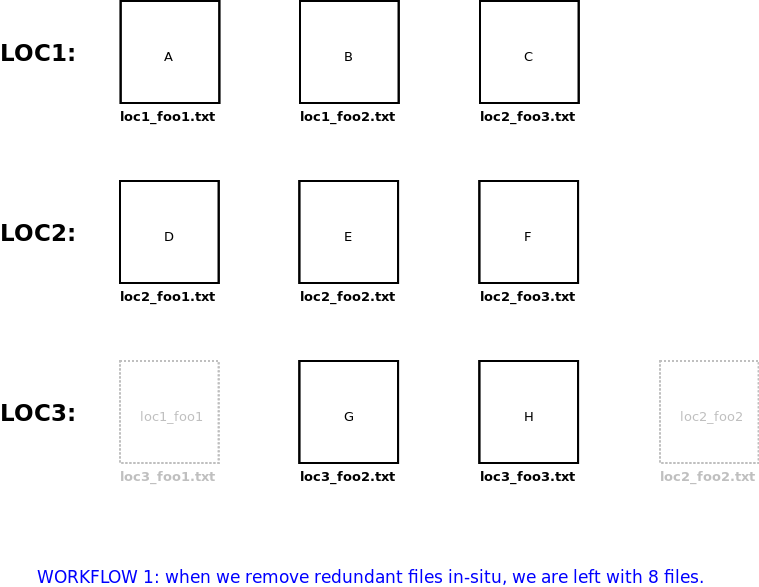 LOC1:
A
B
C
loc1_foo1.txt
loc1_foo2.txt
loc2_foo3.txt
LOC2:
D
E
F
loc2_foo1.txt
loc2_foo2.txt
loc2_foo3.txt
LOC3:
loc1_foo1
G
H
loc2_foo2
loc3_foo1.txt
loc3_foo2.txt
loc3_foo3.txt
loc2_foo2.txt
WORKFLOW 1: when we remove redundant files in-situ, we are left with 8 files.